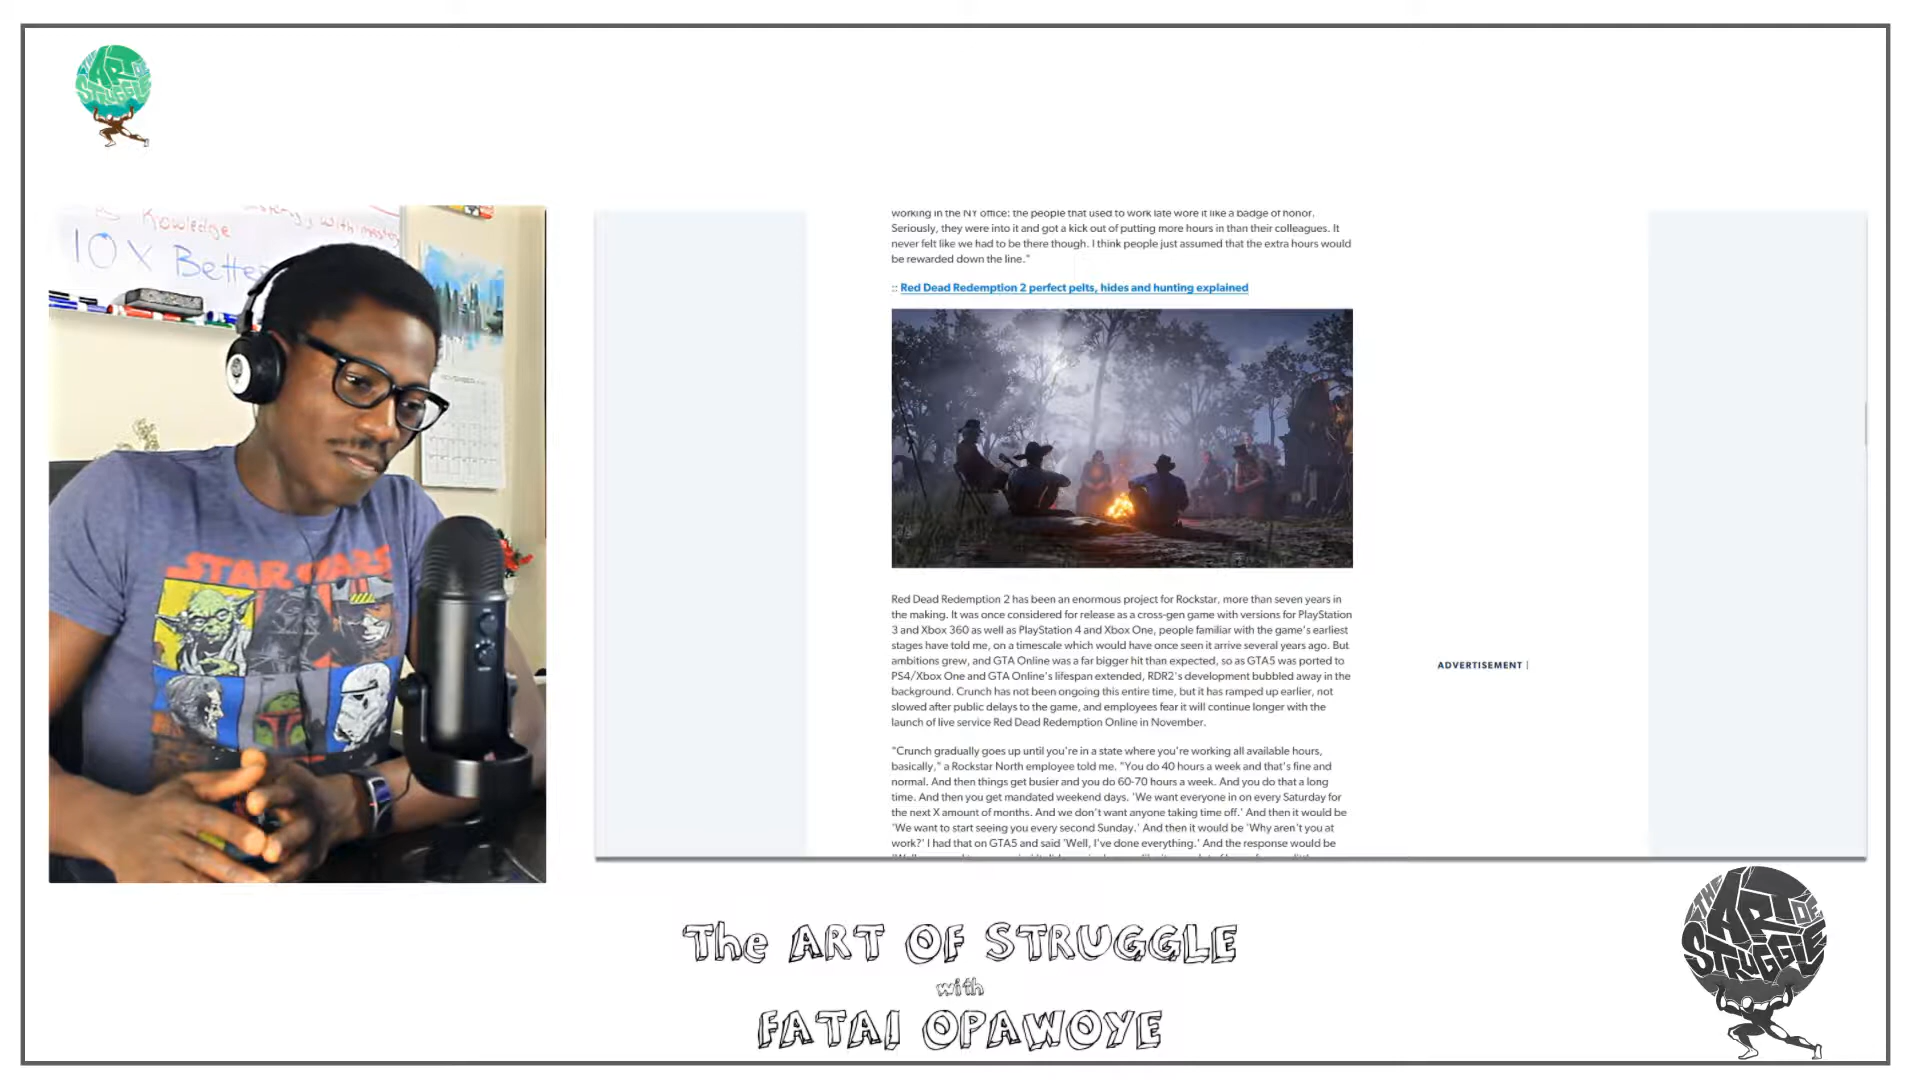 THE ART OF STRUGGLE
Knowledge
10X Better
NOVEMBER
STAR WARS
working in the NY office: the people that used to work late wore it like a badge of honor.
Seriously, they were into it and got a kick out of putting more hours in than their colleagues. It
never felt like we had to be there though. I think people just assumed that the extra hours would
be rewarded down the line."
:: Red Dead Redemption 2 perfect pelts, hides and hunting explained
Red Dead Redemption 2 has been an enormous project for Rockstar, more than seven years in
the making. It was once considered for release as a cross-gen game with versions for PlayStation
3 and Xbox 360 as well as PlayStation 4 and Xbox One, people familiar with the game's earliest
stages have told me, on a timescale which would have once seen it arrive several years ago. But
ambitions grew, and GTA Online was a far bigger hit than expected, so as GTA5 was ported to
PS4/Xbox One and GTA Online's lifespan extended, RDR2's development bubbled away in the
background. Crunch has not been ongoing this entire time, but it has ramped up earlier, not
slowed after public delays to the game, and employees fear it will continue longer with the
launch of live service Red Dead Redemption Online in November.
"Crunch gradually goes up until you're in a state where you're working all available hours,
basically," a Rockstar North employee told me. "You do 40 hours a week and that's fine and
normal. And then things get busier and you do 60-70 hours a week. And you do that a long
time. And then you get mandated weekend days. 'We want everyone in on every Saturday for
the next X amount of months. And we don't want anyone taking time off.' And then it would be
'We want to start seeing you every second Sunday.' And then it would be 'Why aren't you at
work?' I had that on GTA5 and said 'Well, I've done everything.' And the response would be
ADVERTISEMENT |
The ART OF STRUGGLE
with
FATAI OPAWOYE
THE ART OF STRUGGLE